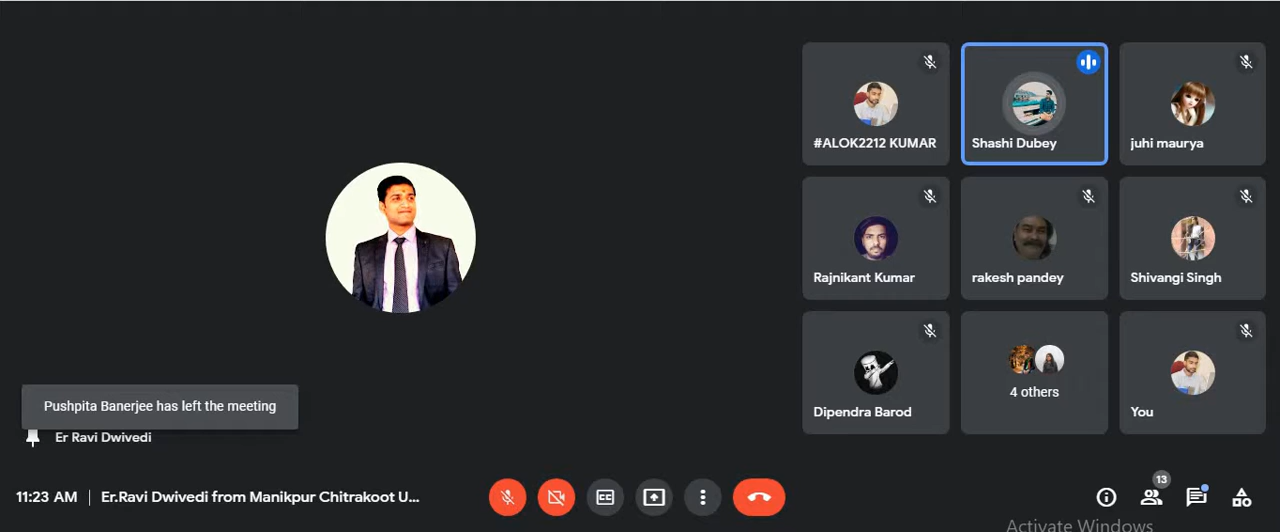 #ALOK2212 KUMAR
Shashi Dubey
juhi maurya
Rajnikant Kumar
rakesh pandey
Shivangi Singh
Dipendra Barod
4 others
You
Pushpita Banerjee has left the meeting
Er Ravi Dwivedi
11:23 AM | Er.Ravi Dwivedi from Manikpur Chitrakoot U...
CC
13
Activate Windows